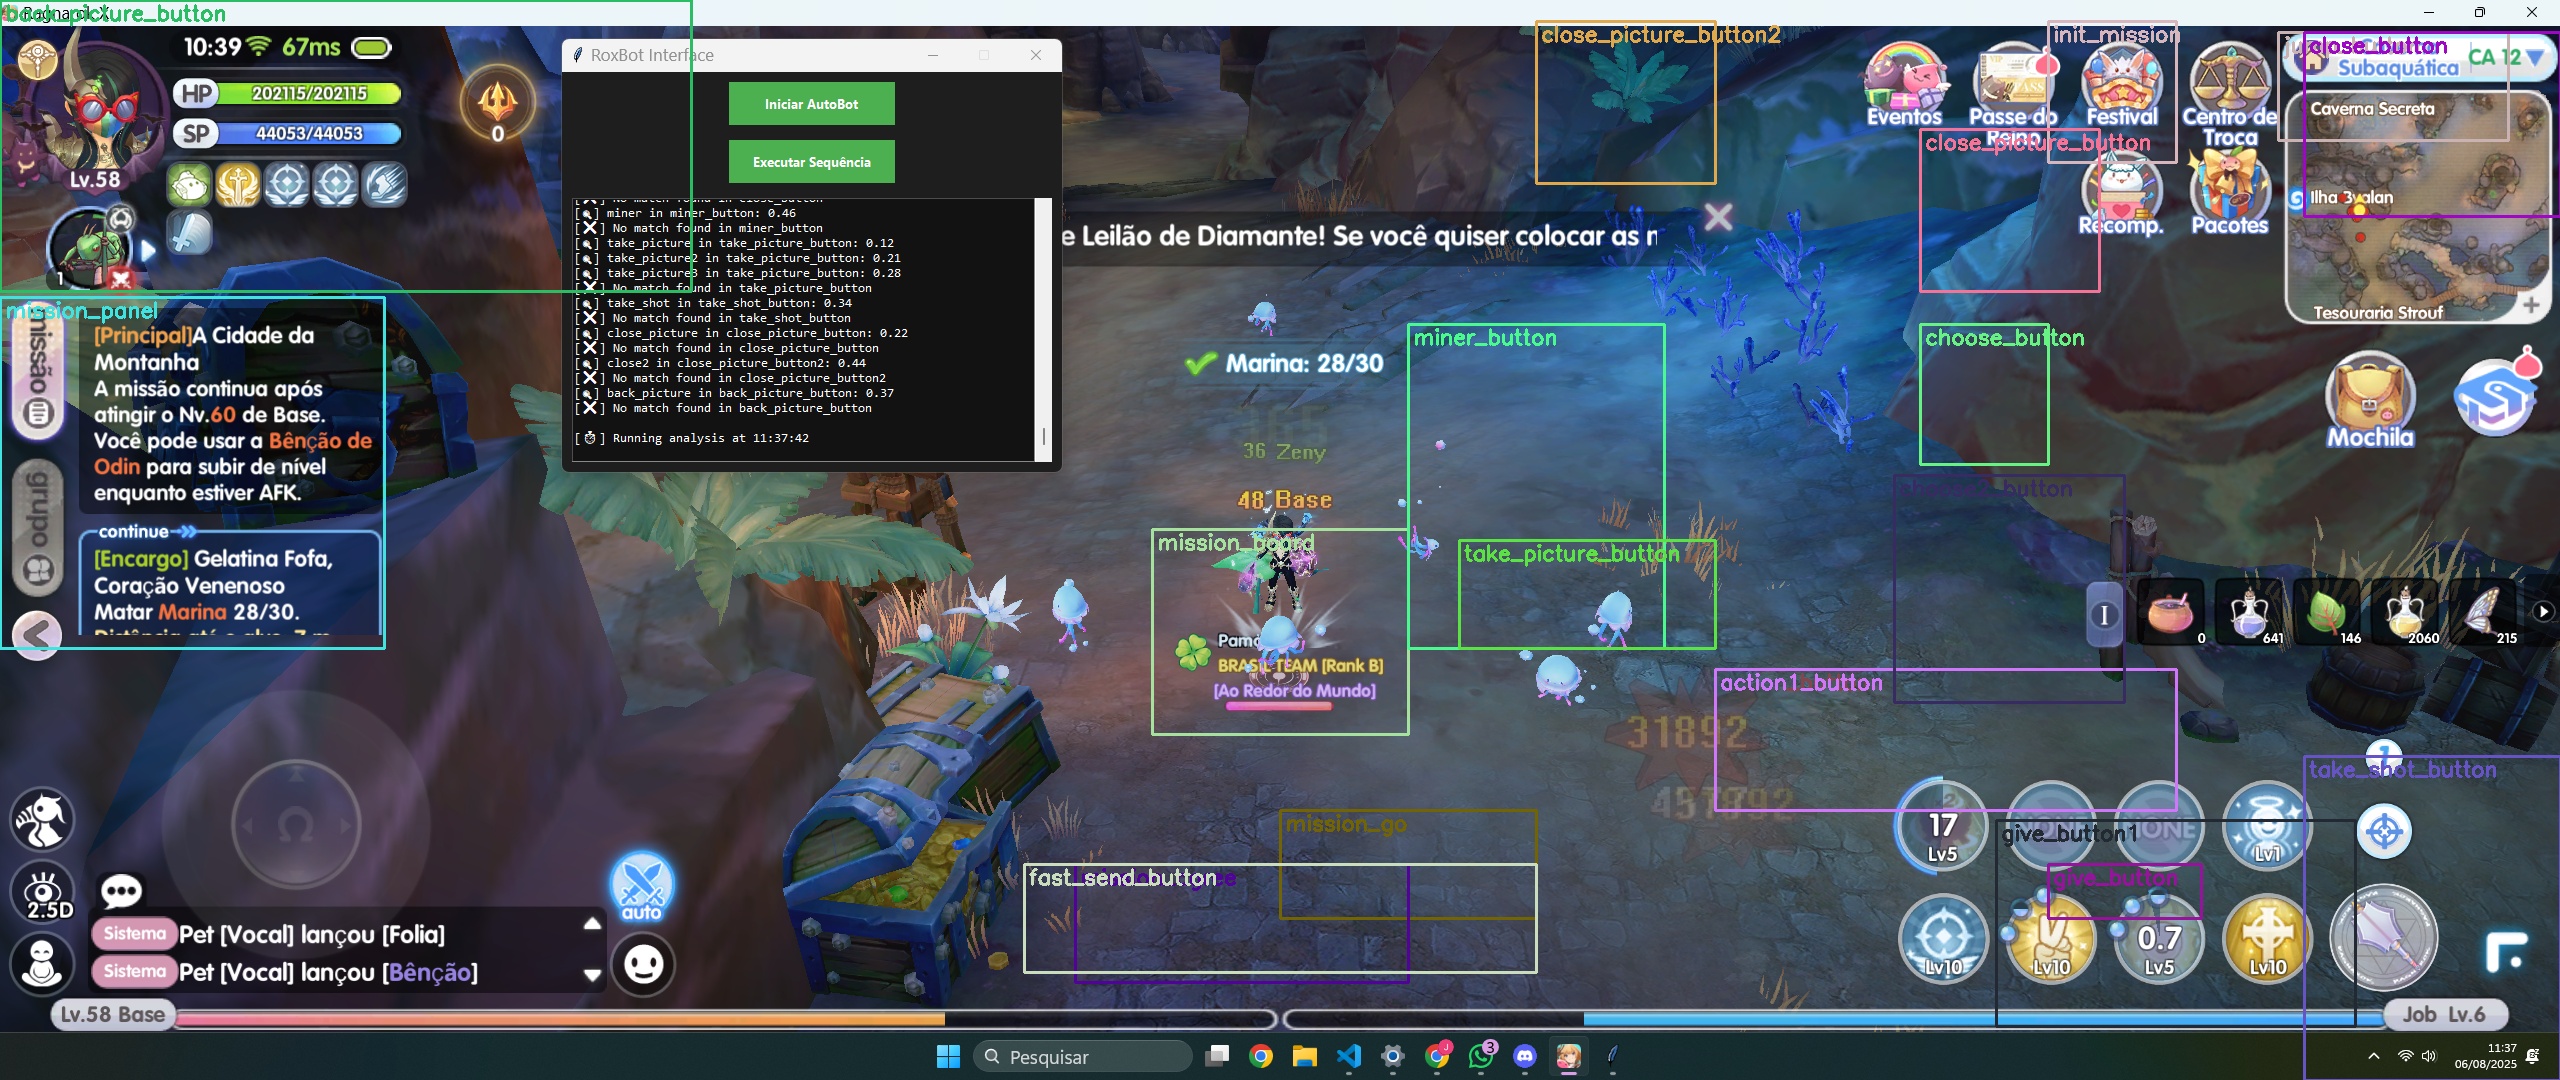 back_picture_button
10:39 67ms
HP 202115/202115
SP 44053/44053
Lv.58
0
1
RoxBot Interface
Iniciar AutoBot
Executar Sequência
[🔍] miner in miner_button: 0.46
[❌] No match found in miner_button
[🔍] take_picture in take_picture_button: 0.12
[❌] No match found in take_picture_button
[🔍] take_picture2 in take_picture_button: 0.21
[🔍] take_picture3 in take_picture_button: 0.28
[🔍] take_shot in take_shot_button: 0.34
[❌] No match found in take_shot_button
[🔍] close_picture in close_picture_button: 0.22
[❌] No match found in close_picture_button
[🔍] close2 in close_picture_button2: 0.44
[❌] No match found in close_picture_button2
[🔍] back_picture in back_picture_button: 0.37
[❌] No match found in back_picture_button
[⏱] Running analysis at 11:37:42
close_picture_button2
init_mission
close_button
Subaquática
CA 12
Eventos
Passe do Reino
Festival
Centro de Troca
close_picture_button
Recomp.
Pacotes
Caverna Secreta
Tesouraria Strouf
e Leilão de Diamante! Se você quiser colocar as
mission_panel
missão
grupo
[Principal]A Cidade da
Montanha
A missão continua após
atingir o Nv.60 de Base.
Você pode usar a Bênção de
Odin para subir de nível
enquanto estiver AFK.
continue
[Encargo] Gelatina Fofa,
Coração Venenoso
Matar Marina 28/30.
Marina: 28/30
36 Zeny
48 Base
miner_button
choose_button
Mochila
mission_board
take_picture_button
BRASIL TEAM [Rank B]
[Ao Redor do Mundo]
I
0
641
146
2060
215
action1_button
31892
457892
take_shot_button
mission_go
fast_send_button
give_button1
give_button
17
Lv5
Lv1
Lv10
Lv10
0.7
Lv5
Lv10
2.5D
auto
Sistema Pet [Vocal] lançou [Folia]
Sistema Pet [Vocal] lançou [Bênção]
Lv.58 Base
Job Lv.6
Pesquisar
3
11:37
06/08/2025